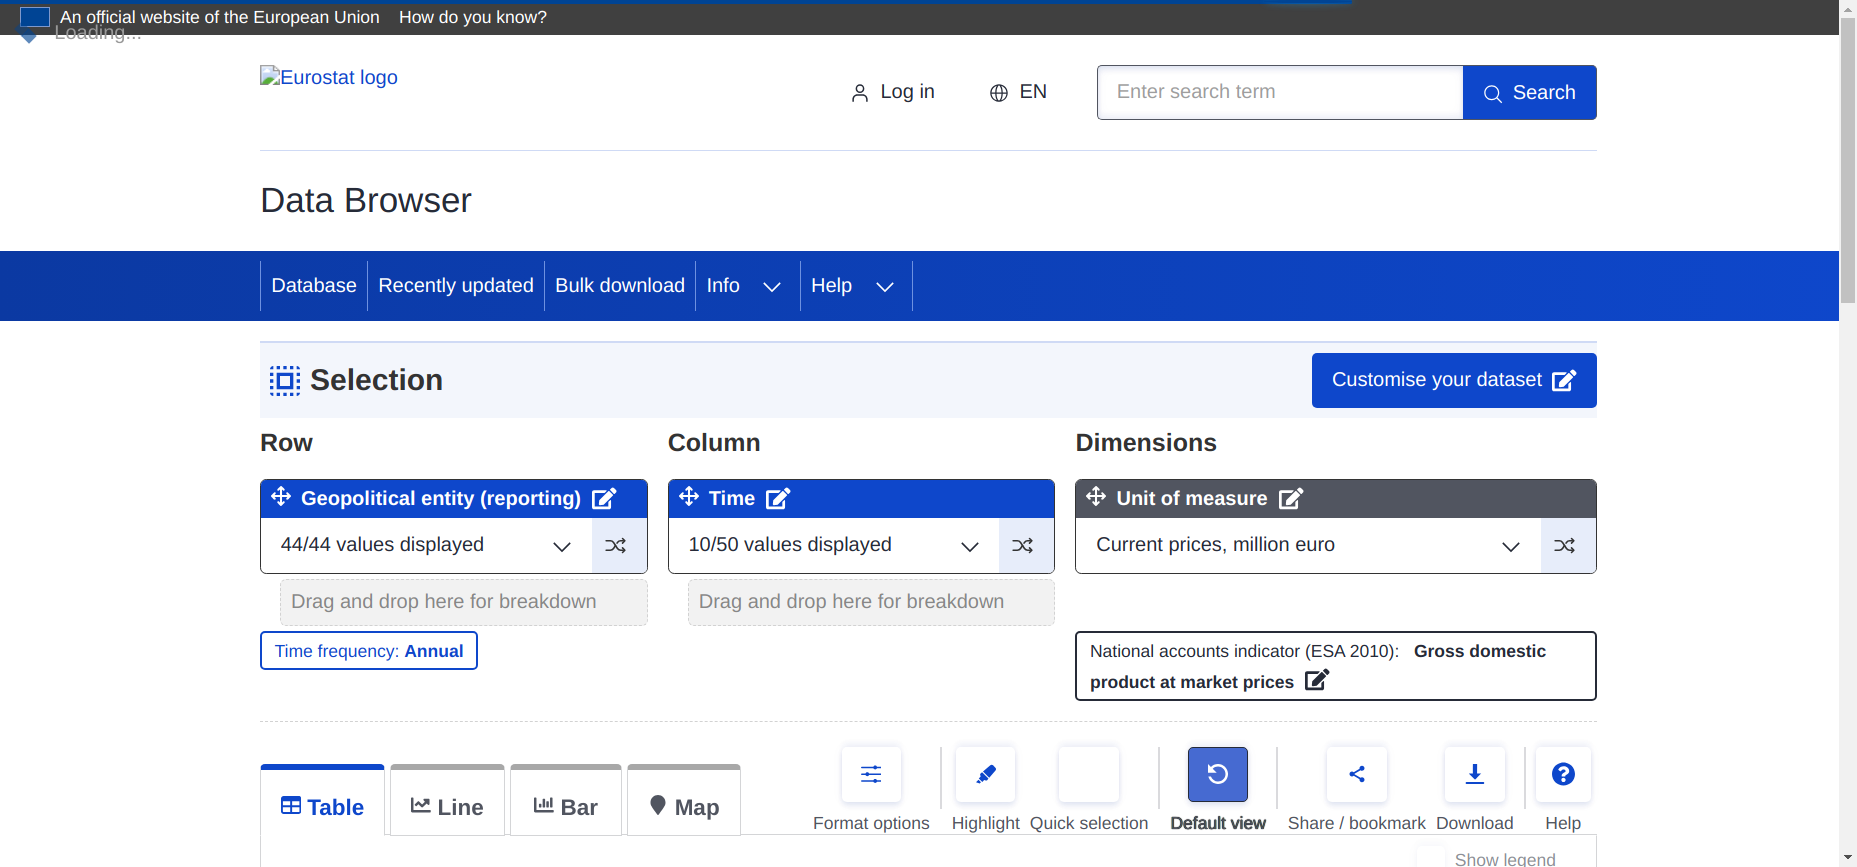 An official website of the European Union How do you know?
Loading...
Eurostat logo
Log in
EN
Enter search term
Search
Data Browser
Database
Recently updated
Bulk download
Info
Help
Selection
Customise your dataset
Row
Column
Dimensions
Geopolitical entity (reporting)
Time
Unit of measure
44/44 values displayed
10/50 values displayed
Current prices, million euro
Drag and drop here for breakdown
Drag and drop here for breakdown
Time frequency: Annual
National accounts indicator (ESA 2010): Gross domestic
product at market prices
Table
Line
Bar
Map
Format options
Highlight
Quick selection
Default view
Share / bookmark
Download
Help
Show legend